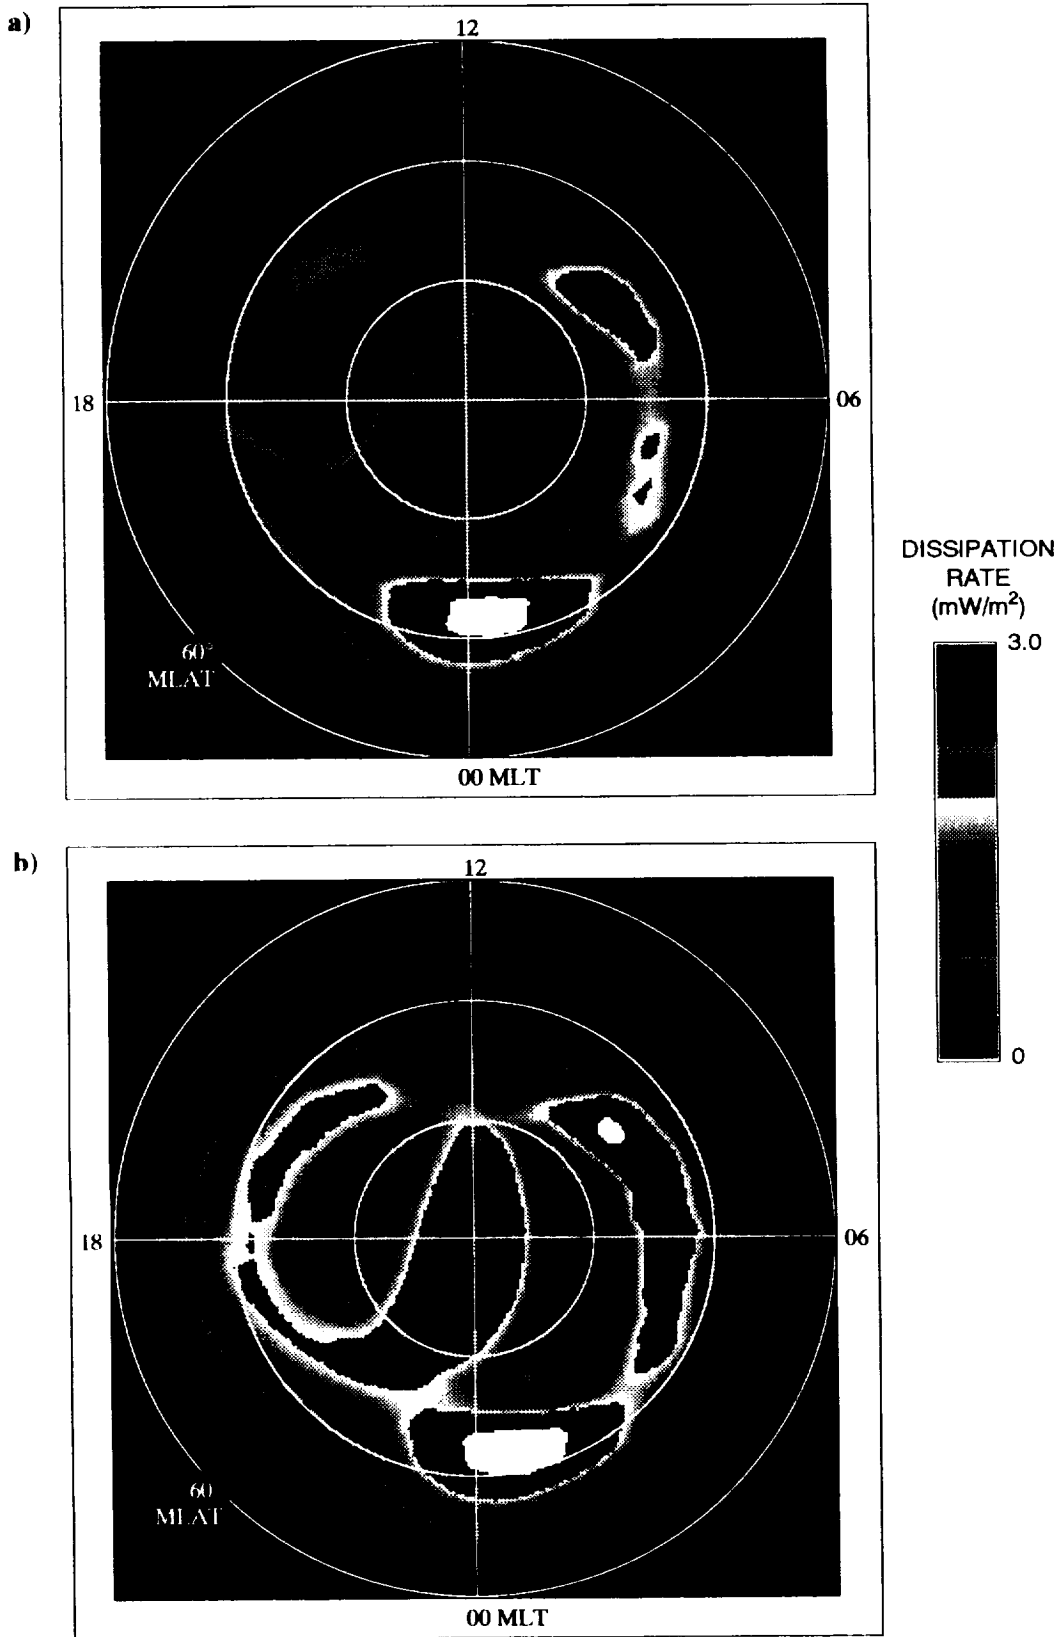 a)
12
18
06
60°
MLAT
00 MLT
DISSIPATION
RATE
(mW/m²)
3.0
0
b)
12
18
06
60
MLAT
00 MLT